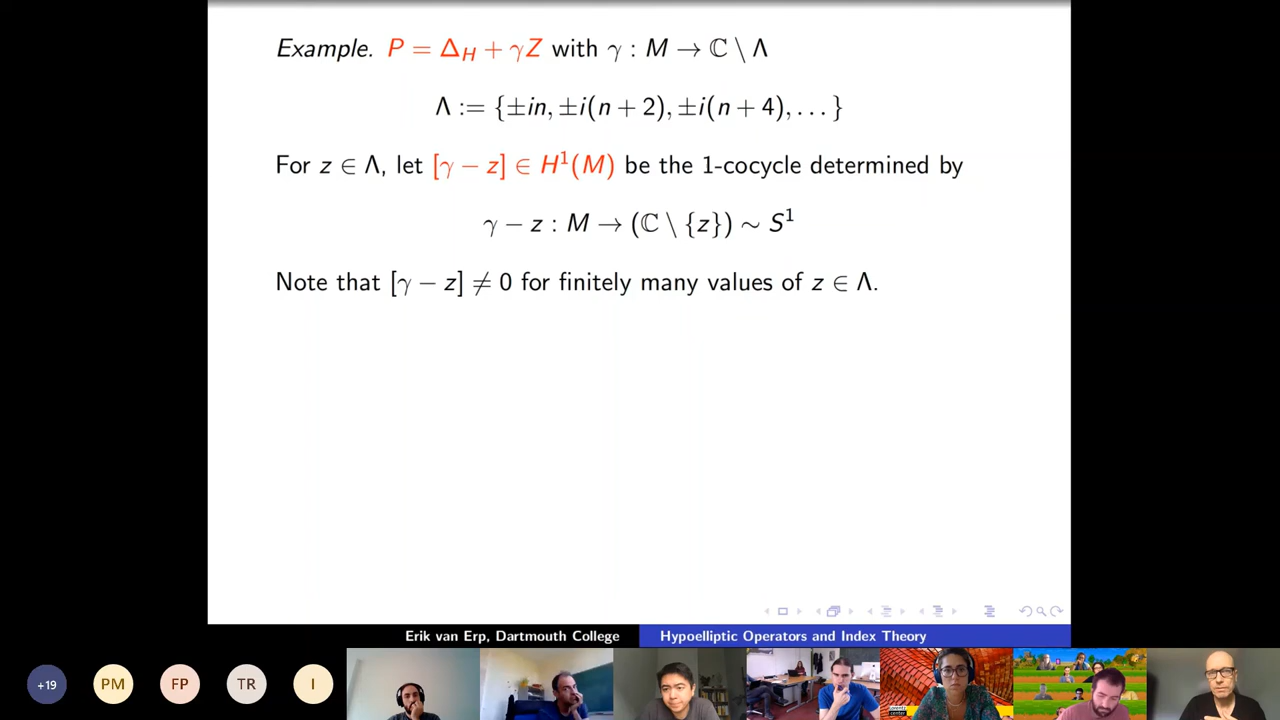 Example. P = Δ_H + γZ with γ : M → ℂ \ Λ
Λ := {±in, ±i(n + 2), ±i(n + 4), . . . }
For z ∈ Λ, let [γ − z] ∈ H¹(M) be the 1-cocycle determined by
γ − z : M → (ℂ \ {z}) ∼ S¹
Note that [γ − z] ≠ 0 for finitely many values of z ∈ Λ.
Erik van Erp, Dartmouth College
Hypoelliptic Operators and Index Theory
+19
PM
FP
TR
I
Lorentz center